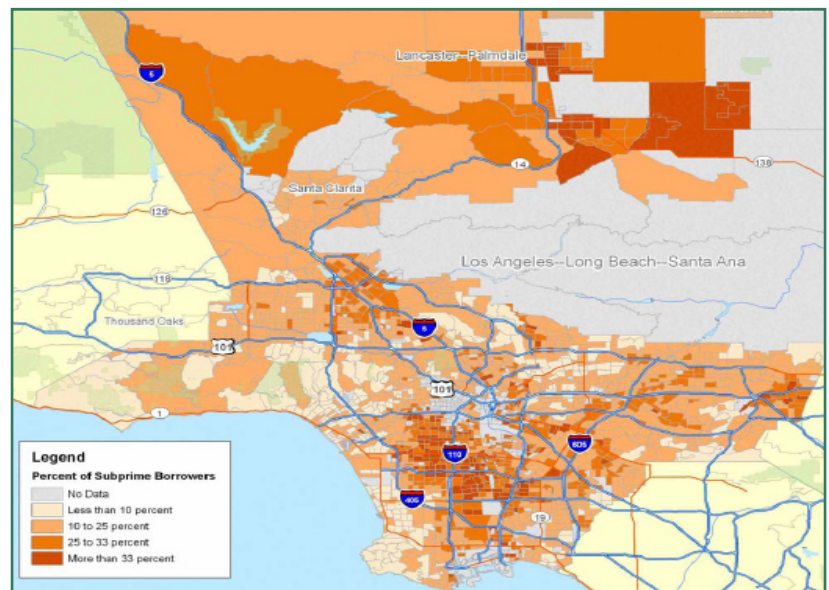 Lancaster--Palmdale
5
14
138
Santa Clarita
126
Los Angeles--Long Beach--Santa Ana
118
Thousand Oaks
5
101
101
1
110
605
405
19
Legend
Percent of Subprime Borrowers
No Data
Less than 10 percent
10 to 25 percent
25 to 33 percent
More than 33 percent